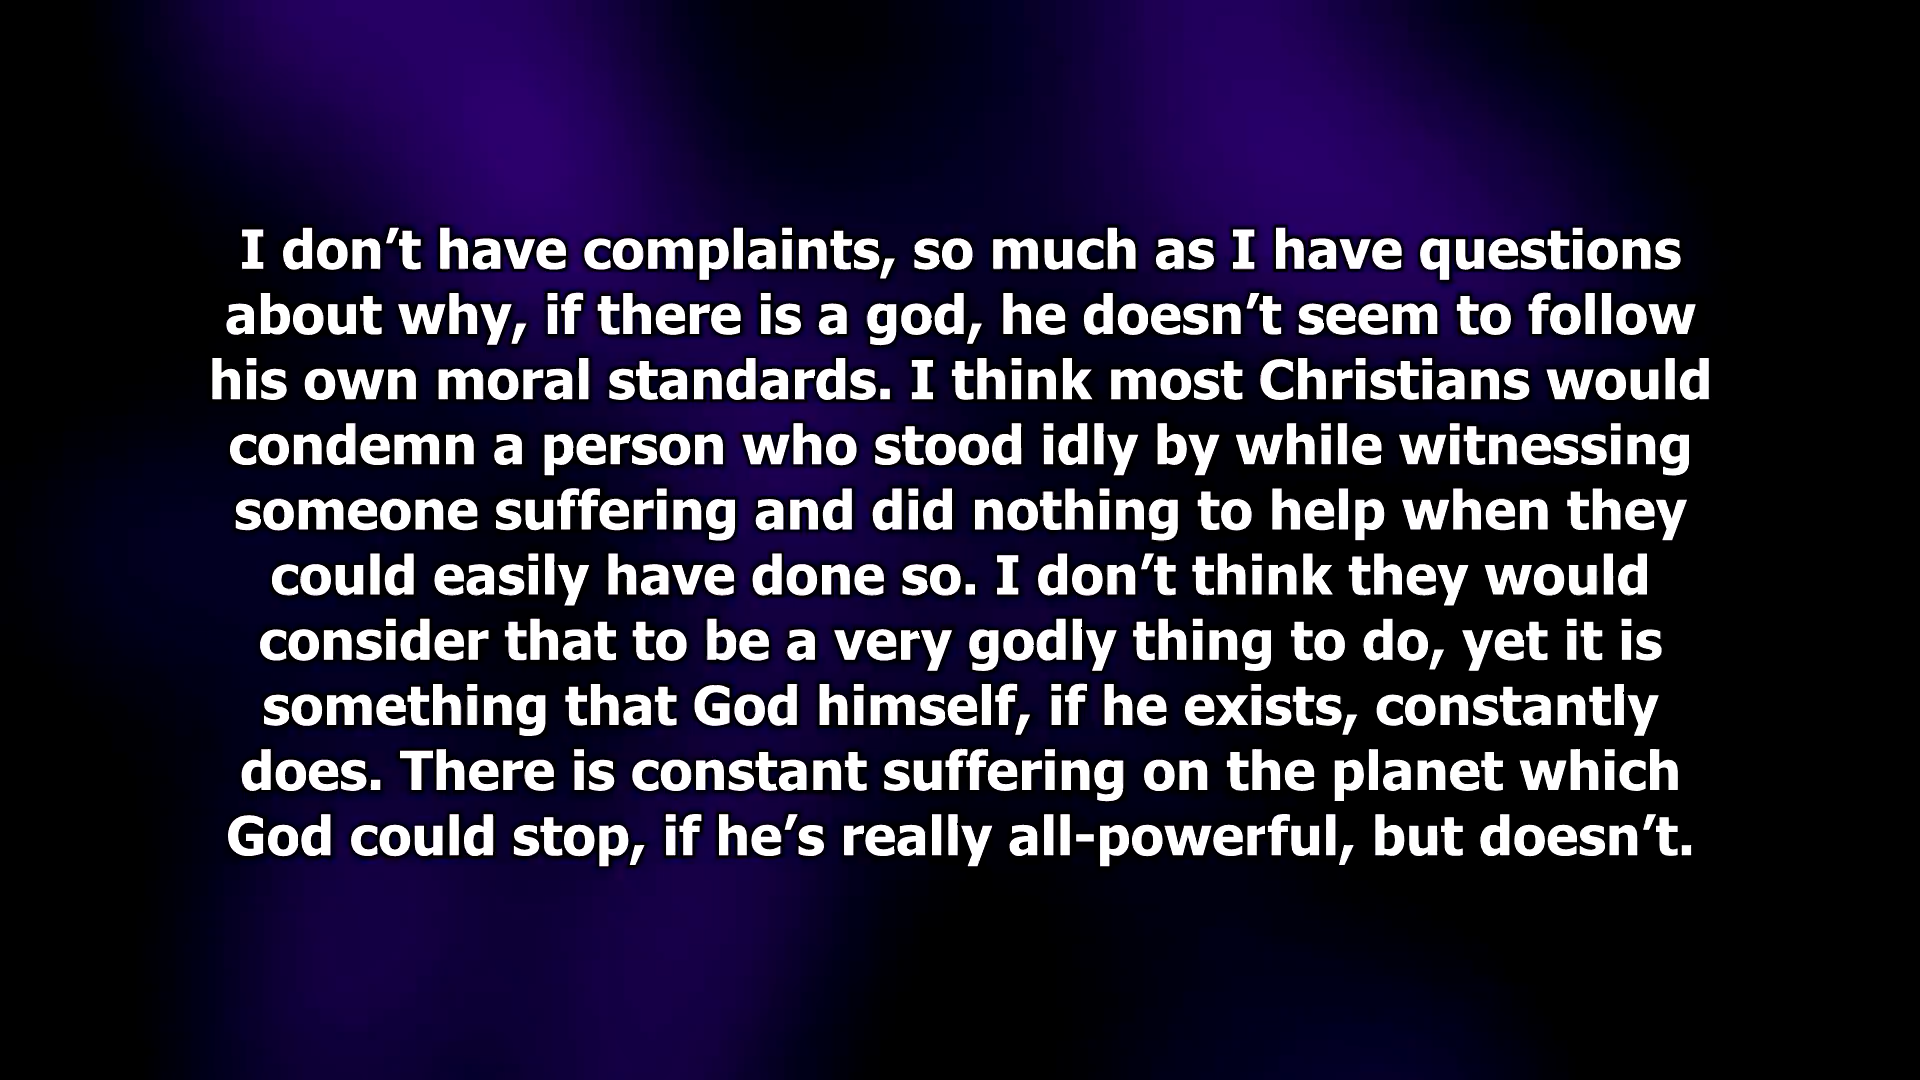 I don’t have complaints, so much as I have questions
about why, if there is a god, he doesn’t seem to follow
his own moral standards. I think most Christians would
condemn a person who stood idly by while witnessing
someone suffering and did nothing to help when they
could easily have done so. I don’t think they would
consider that to be a very godly thing to do, yet it is
something that God himself, if he exists, constantly
does. There is constant suffering on the planet which
God could stop, if he’s really all-powerful, but doesn’t.